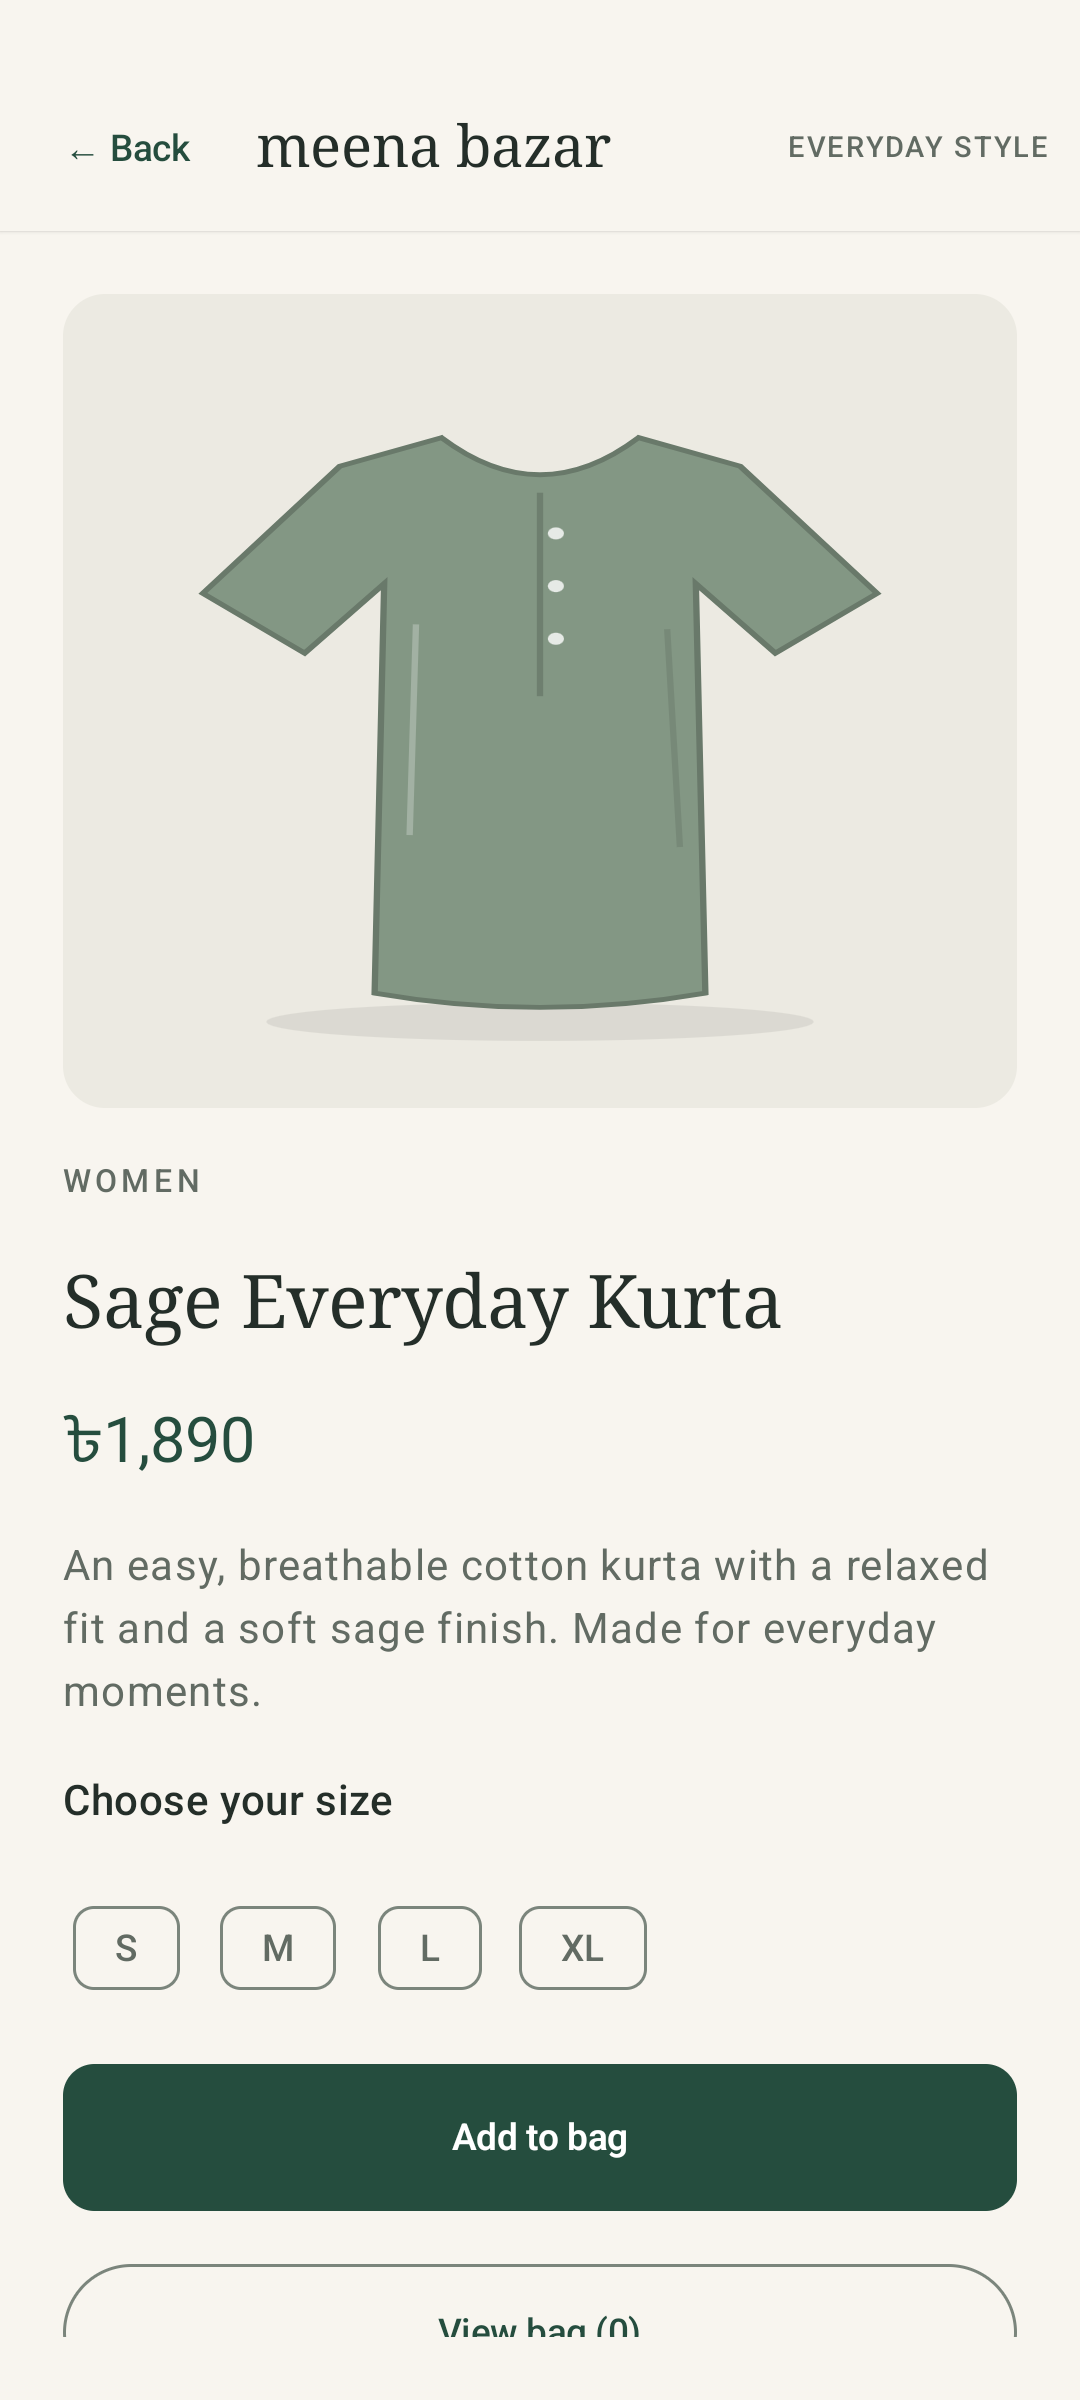 ← Back
meena bazar
EVERYDAY STYLE
WOMEN
Sage Everyday Kurta
৳1,890
An easy, breathable cotton kurta with a relaxed
fit and a soft sage finish. Made for everyday
moments.
Choose your size
S M L XL
Add to bag
View bag (0)